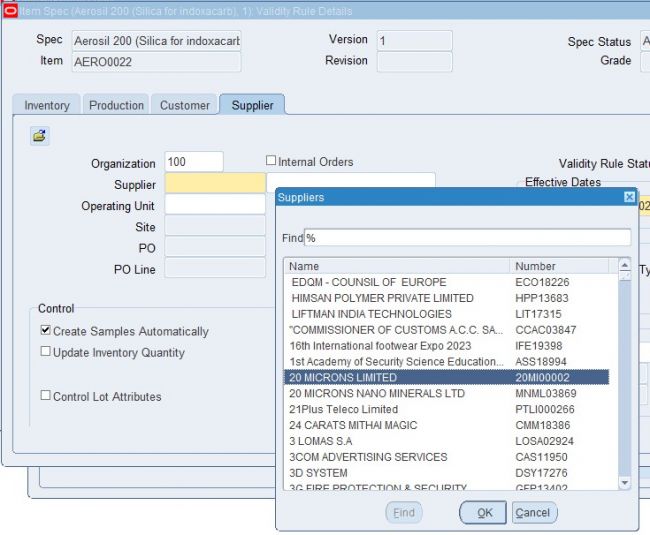 Item Spec (Aerosil 200 (Silica for indoxacarb), 1): Validity Rule Details
Spec Aerosil 200 (Silica for indoxacarb Version 1 Spec Status A
Item AERO0022 Revision Grade
Inventory Production Customer Supplier
Organization 100 Internal Orders Validity Rule Statu
Supplier Effective Dates
Operating Unit 02
Site
PO
PO Line Ty
Control
Create Samples Automatically
Update Inventory Quantity
Control Lot Attributes
Suppliers
Find %
Name Number
EDQM - COUNSIL OF EUROPE ECO18226
HIMSAN POLYMER PRIVATE LIMITED HPP13683
LIFTMAN INDIA TECHNOLOGIES LIT17315
"COMMISSIONER OF CUSTOMS A.C.C. SA... CCAC03847
16th International footwear Expo 2023 IFE19398
1st Academy of Security Science Education... ASS18994
20 MICRONS LIMITED 20MI00002
20 MICRONS NANO MINERALS LTD MNML03869
21Plus Teleco Limited PTLI000266
24 CARATS MITHAI MAGIC CMM18386
3 LOMAS S.A LOSA02924
3COM ADVERTISING SERVICES CAS11950
3D SYSTEM DSY17276
3G FIRE PROTECTION & SECURITY GFP13402
Find OK Cancel